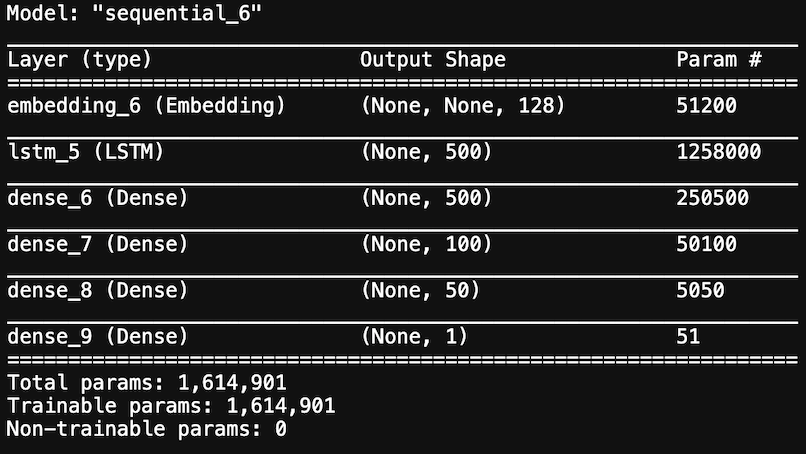 Model: "sequential_6"
Layer (type) Output Shape Param #
embedding_6 (Embedding) (None, None, 128) 51200
lstm_5 (LSTM) (None, 500) 1258000
dense_6 (Dense) (None, 500) 250500
dense_7 (Dense) (None, 100) 50100
dense_8 (Dense) (None, 50) 5050
dense_9 (Dense) (None, 1) 51
Total params: 1,614,901
Trainable params: 1,614,901
Non-trainable params: 0